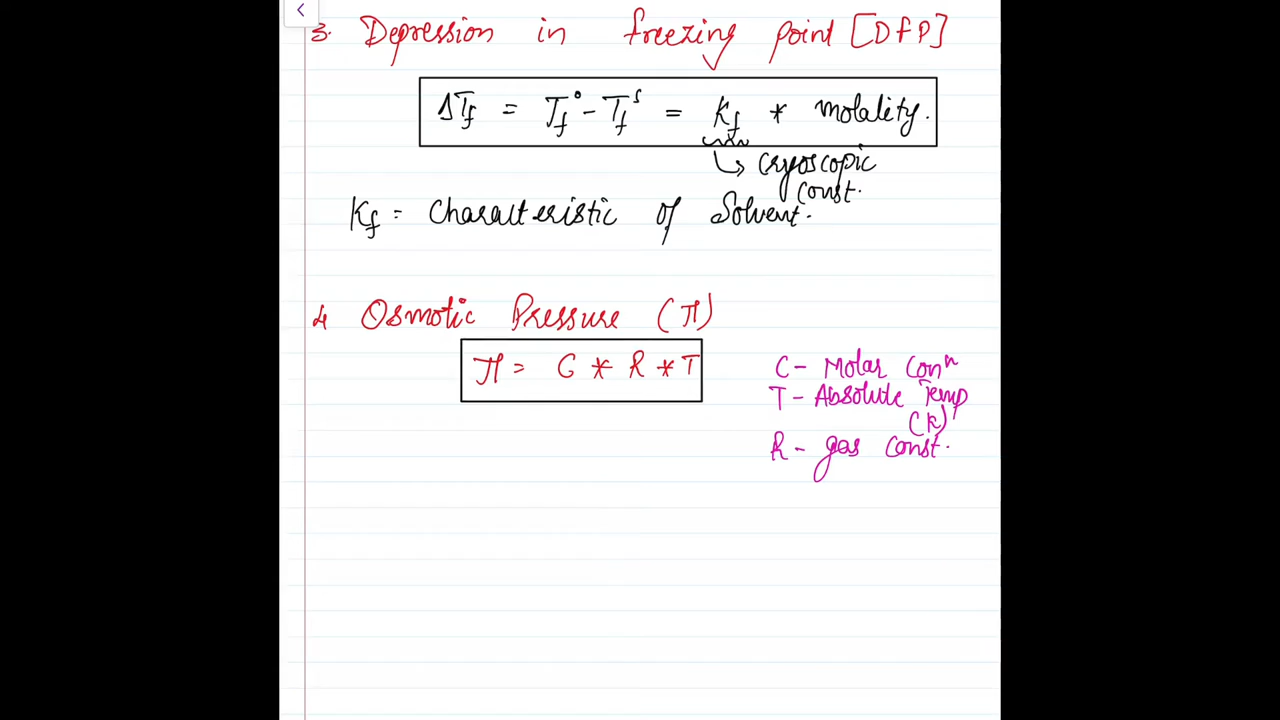 3. Depression in freezing point [DfP]
ΔTf = Tf° - Tfˢ = Kf * molality.
↳ cryoscopic
const.
Kf = Characteristic of Solvent.
4 Osmotic Pressure (π)
π = C * R * T
C - Molar Conⁿ
T - Absolute Temp
(k)
R - gas const.